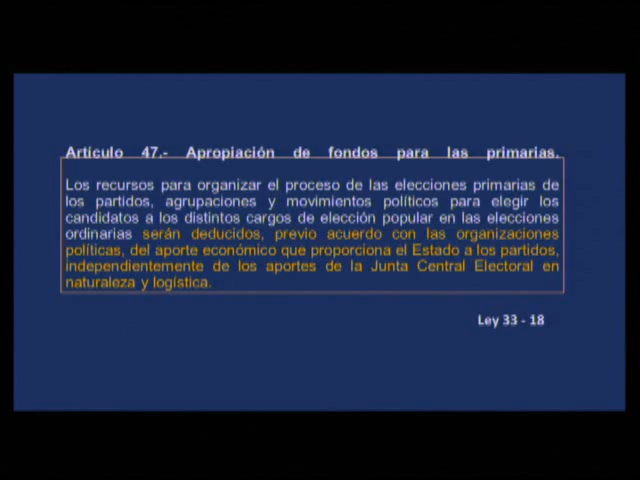 Artículo 47.- Apropiación de fondos para las primarias.
Los recursos para organizar el proceso de las elecciones primarias de
los partidos, agrupaciones y movimientos políticos para elegir los
candidatos a los distintos cargos de elección popular en las elecciones
ordinarias serán deducidos, previo acuerdo con las organizaciones
políticas, del aporte económico que proporciona el Estado a los partidos,
independientemente de los aportes de la Junta Central Electoral en
naturaleza y logística.
Ley 33 - 18